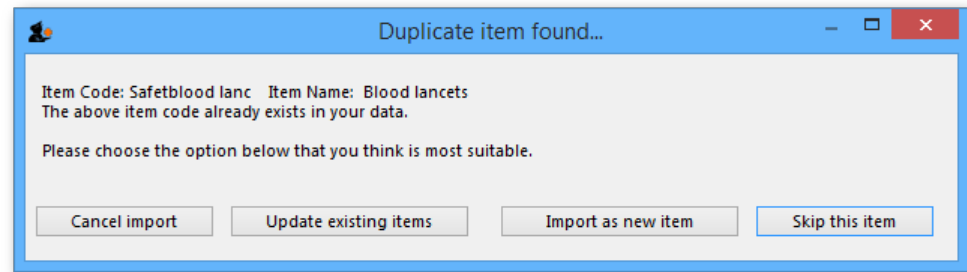 Duplicate item found...
Item Code: Safetblood lanc Item Name: Blood lancets
The above item code already exists in your data.
Please choose the option below that you think is most suitable.
Cancel import Update existing items Import as new item Skip this item